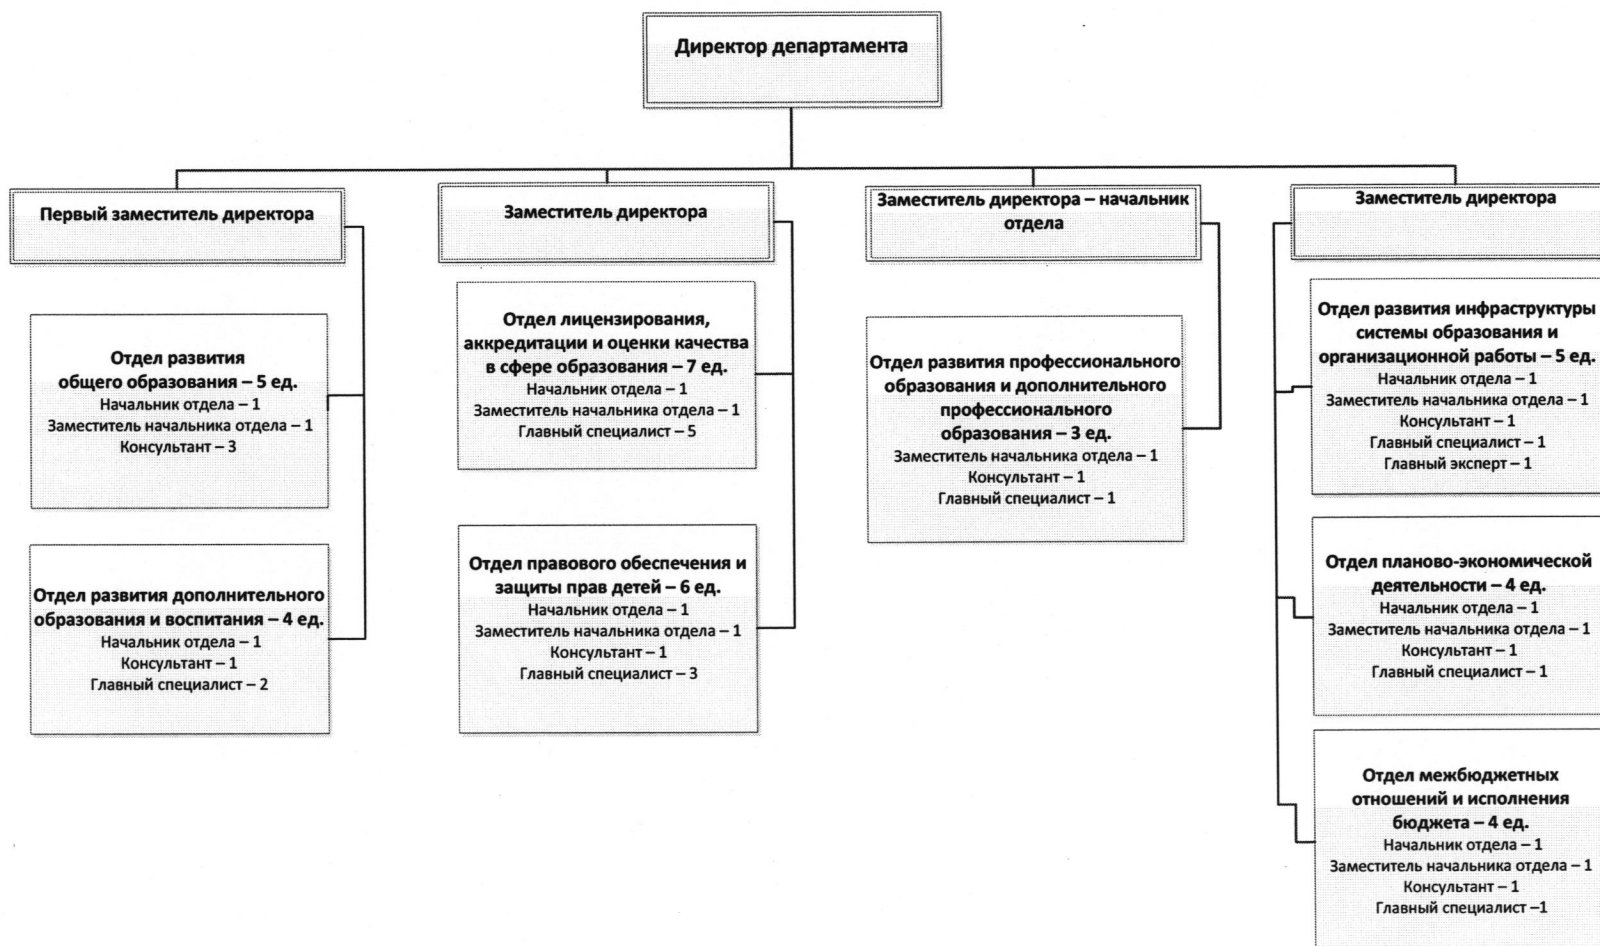 Директор департамента
Первый заместитель директора
Отдел развития
общего образования – 5 ед.
Начальник отдела – 1
Заместитель начальника отдела – 1
Консультант – 3
Отдел развития дополнительного
образования и воспитания – 4 ед.
Начальник отдела – 1
Консультант – 1
Главный специалист – 2
Заместитель директора
Отдел лицензирования,
аккредитации и оценки качества
в сфере образования – 7 ед.
Начальник отдела – 1
Заместитель начальника отдела – 1
Главный специалист – 5
Отдел правового обеспечения и
защиты прав детей – 6 ед.
Начальник отдела – 1
Заместитель начальника отдела – 1
Консультант – 1
Главный специалист – 3
Заместитель директора – начальник
отдела
Отдел развития профессионального
образования и дополнительного
профессионального
образования – 3 ед.
Заместитель начальника отдела – 1
Консультант – 1
Главный специалист – 1
Заместитель директора
Отдел развития инфраструктуры
системы образования и
организационной работы – 5 ед.
Начальник отдела – 1
Заместитель начальника отдела – 1
Консультант – 1
Главный специалист – 1
Главный эксперт – 1
Отдел планово-экономической
деятельности – 4 ед.
Начальник отдела – 1
Заместитель начальника отдела – 1
Консультант – 1
Главный специалист – 1
Отдел межбюджетных
отношений и исполнения
бюджета – 4 ед.
Начальник отдела – 1
Заместитель начальника отдела – 1
Консультант – 1
Главный специалист –1